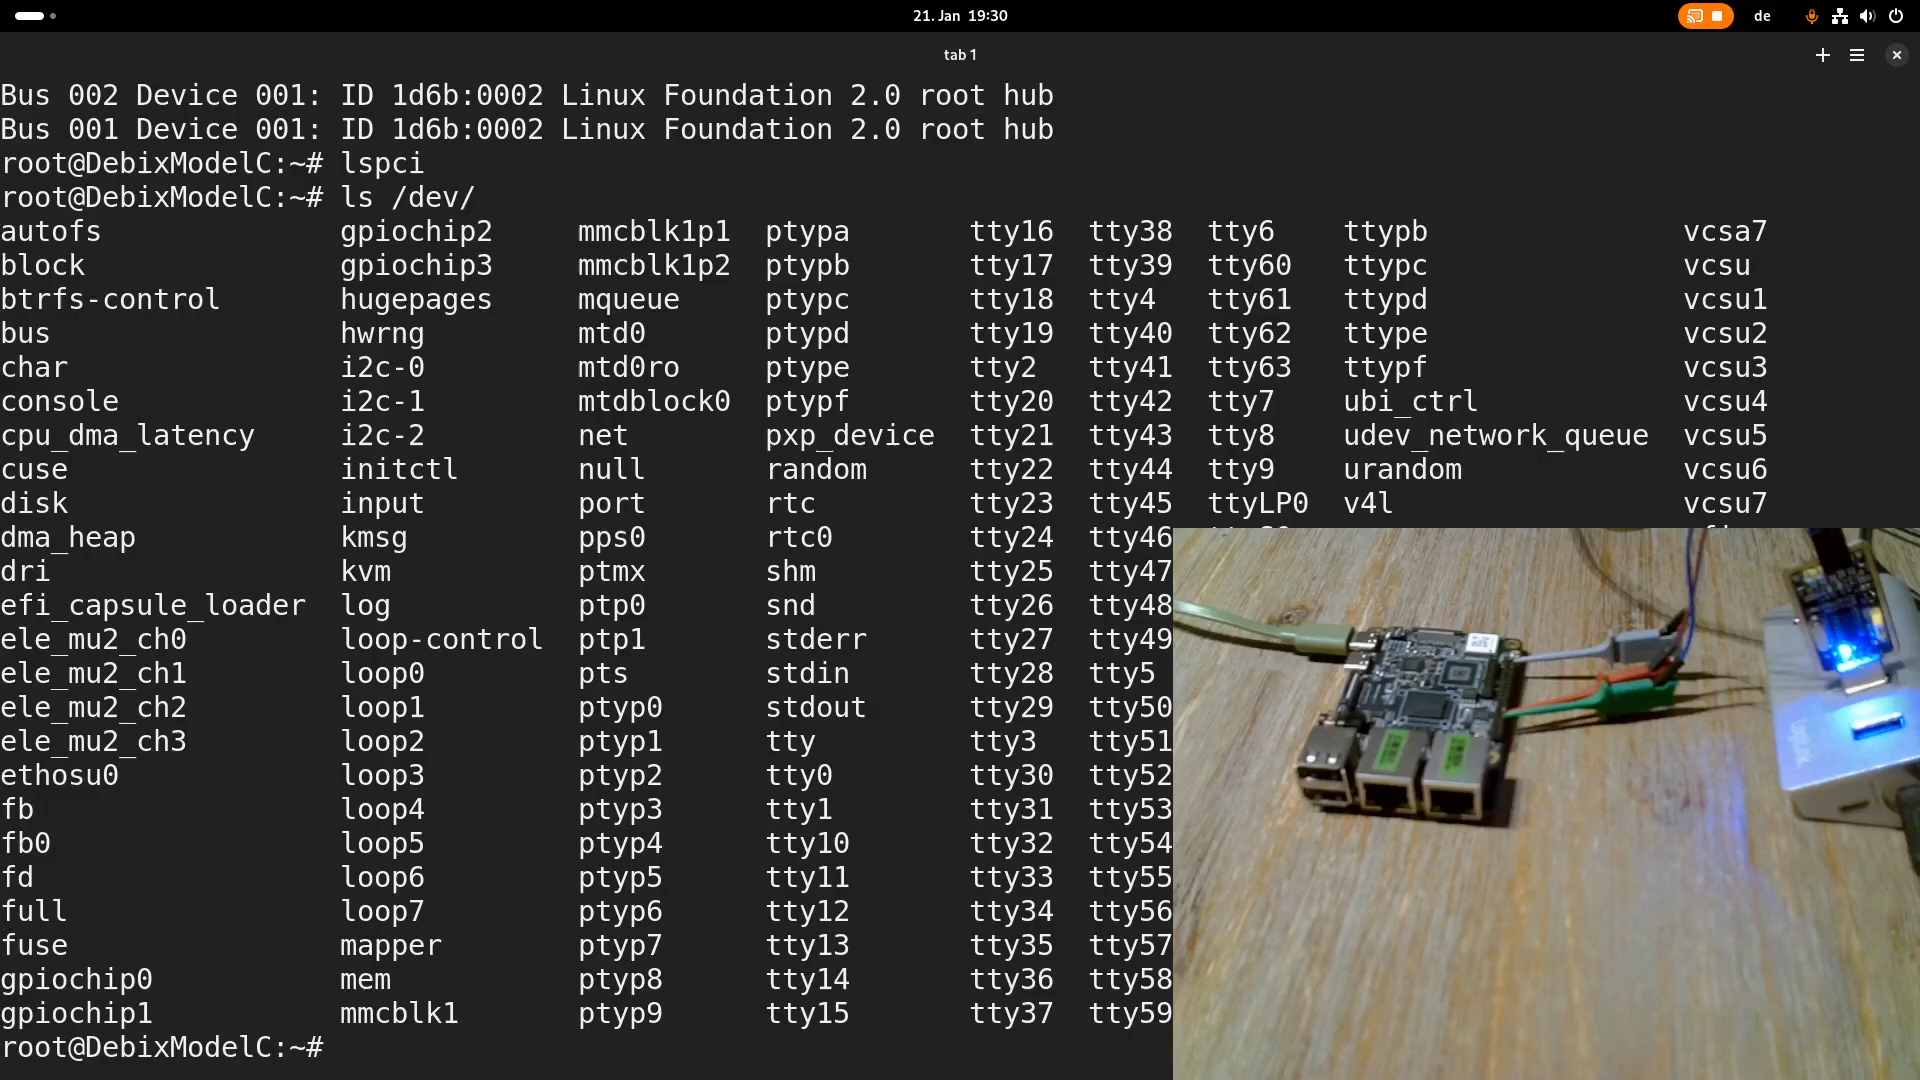 21. Jan 19:30
de
tab 1
Bus 002 Device 001: ID 1d6b:0002 Linux Foundation 2.0 root hub
Bus 001 Device 001: ID 1d6b:0002 Linux Foundation 2.0 root hub
root@DebixModelC:~# lspci
root@DebixModelC:~# ls /dev/
autofs gpiochip2 mmcblk1p1 ptypa tty16 tty38 tty6 ttypb vcsa7
block gpiochip3 mmcblk1p2 ptypb tty17 tty39 tty60 ttypc vcsu
btrfs-control hugepages mqueue ptypc tty18 tty4 tty61 ttypd vcsu1
bus hwrng mtd0 ptypd tty19 tty40 tty62 ttype vcsu2
char i2c-0 mtd0ro ptype tty2 tty41 tty63 ttypf vcsu3
console i2c-1 mtdblock0 ptypf tty20 tty42 tty7 ubi_ctrl vcsu4
cpu_dma_latency i2c-2 net pxp_device tty21 tty43 tty8 udev_network_queue vcsu5
cuse initctl null random tty22 tty44 tty9 urandom vcsu6
disk input port rtc tty23 tty45 ttyLP0 v4l vcsu7
dma_heap kmsg pps0 rtc0 tty24 tty46
dri kvm ptmx shm tty25 tty47
efi_capsule_loader log ptp0 snd tty26 tty48
ele_mu2_ch0 loop-control ptp1 stderr tty27 tty49
ele_mu2_ch1 loop0 pts stdin tty28 tty5
ele_mu2_ch2 loop1 ptyp0 stdout tty29 tty50
ele_mu2_ch3 loop2 ptyp1 tty tty3 tty51
ethosu0 loop3 ptyp2 tty0 tty30 tty52
fb loop4 ptyp3 tty1 tty31 tty53
fb0 loop5 ptyp4 tty10 tty32 tty54
fd loop6 ptyp5 tty11 tty33 tty55
full loop7 ptyp6 tty12 tty34 tty56
fuse mapper ptyp7 tty13 tty35 tty57
gpiochip0 mem ptyp8 tty14 tty36 tty58
gpiochip1 mmcblk1 ptyp9 tty15 tty37 tty59
root@DebixModelC:~#